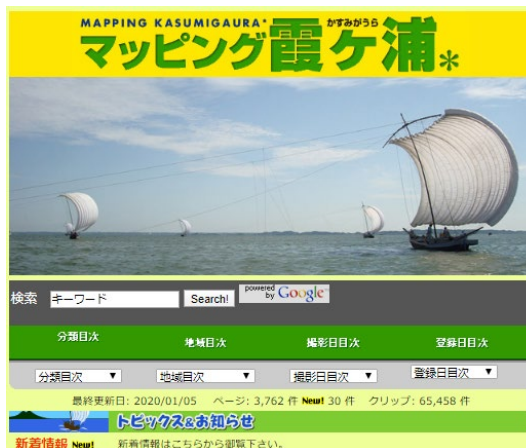 MAPPING KASUMIGAURA*
かすみがうら
マッピング霞ケ浦*
検索 キーワード Search! powered by Google™
分類目次 地域目次 撮影日目次 登録日目次
分類目次 ▼ 地域目次 ▼ 撮影日目次 ▼ 登録日目次 ▼
最終更新日: 2020/01/05 ページ: 3,762 件 New! 30 件 クリップ: 65,458 件
トピックス&お知らせ
新着情報 New! 新着情報はこちらから御覧下さい。